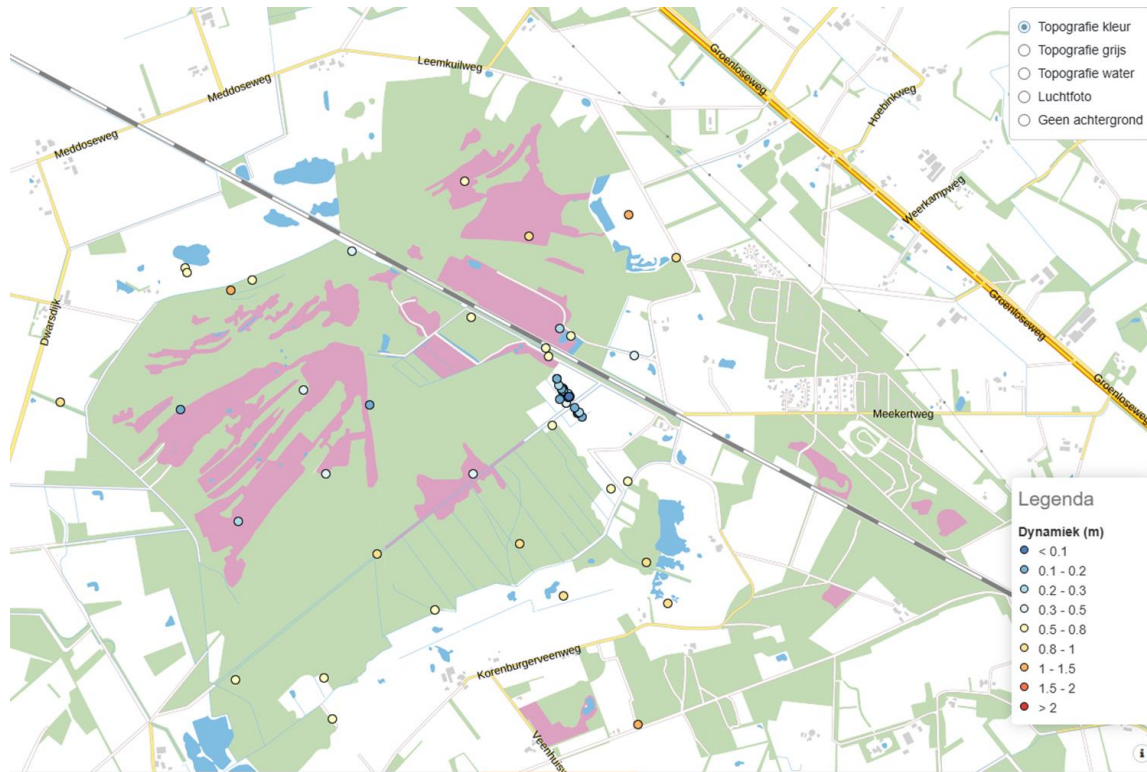 Topografie kleur
Topografie grijs
Topografie water
Luchtfoto
Geen achtergrond
Groenloseweg
Leemkuilweg
Meddoseweg
Hoebinkweg
Meddoseweg
Weerkampweg
Dwarsdijk
Groenloseweg
Groenloseweg
Meekertweg
Korenburgerveenweg
Veenhuisw
Legenda
Dynamiek (m)
< 0.1
0.1 - 0.2
0.2 - 0.3
0.3 - 0.5
0.5 - 0.8
0.8 - 1
1 - 1.5
1.5 - 2
> 2
i